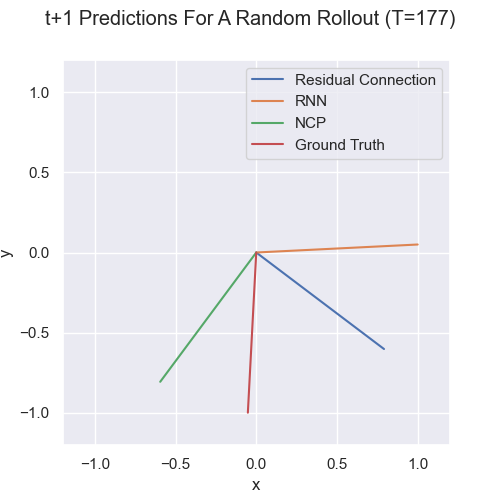 t+1 Predictions For A Random Rollout (T=177)
Residual Connection
RNN
NCP
Ground Truth
1.0
0.5
0.0
−0.5
−1.0
y
−1.0 −0.5 0.0 0.5 1.0
x